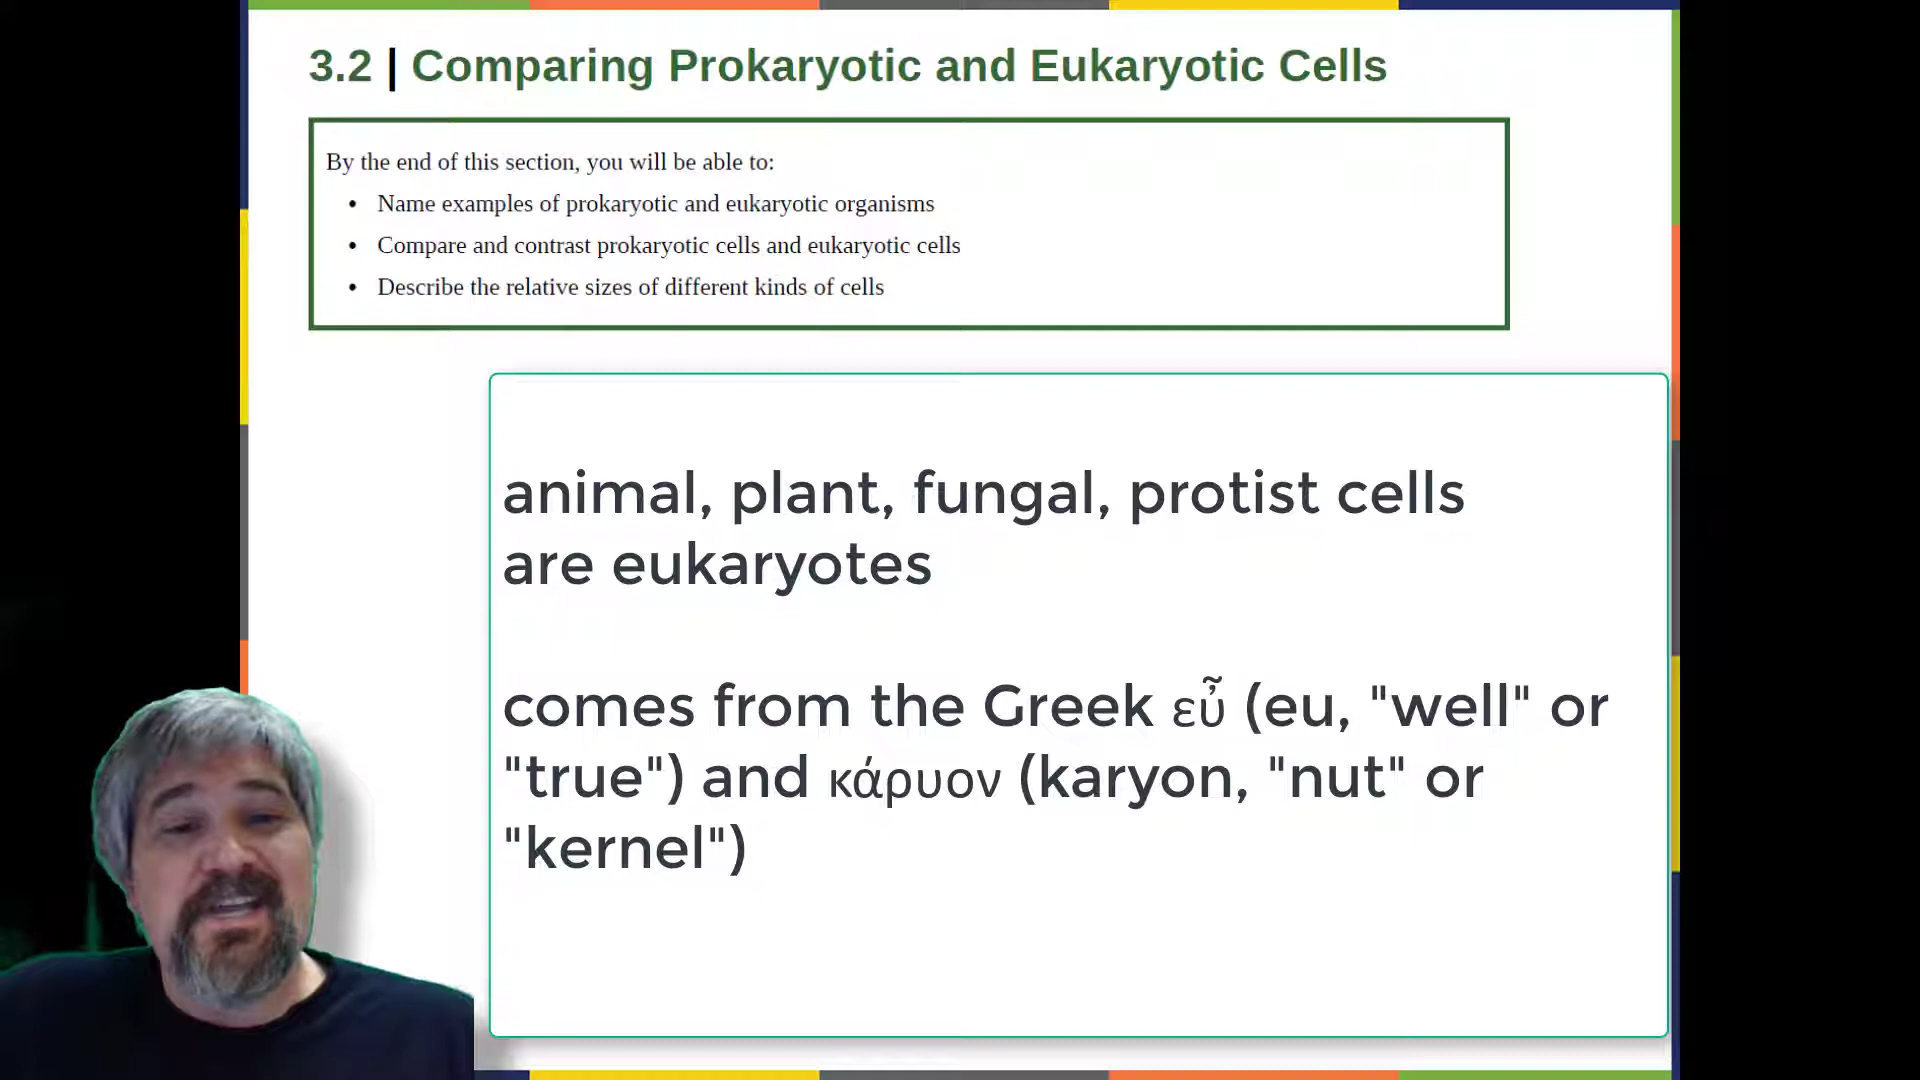 3.2 | Comparing Prokaryotic and Eukaryotic Cells
By the end of this section, you will be able to:
• Name examples of prokaryotic and eukaryotic organisms
• Compare and contrast prokaryotic cells and eukaryotic cells
• Describe the relative sizes of different kinds of cells
animal, plant, fungal, protist cells
are eukaryotes
comes from the Greek εὖ (eu, "well" or
"true") and κάρυον (karyon, "nut" or
"kernel")